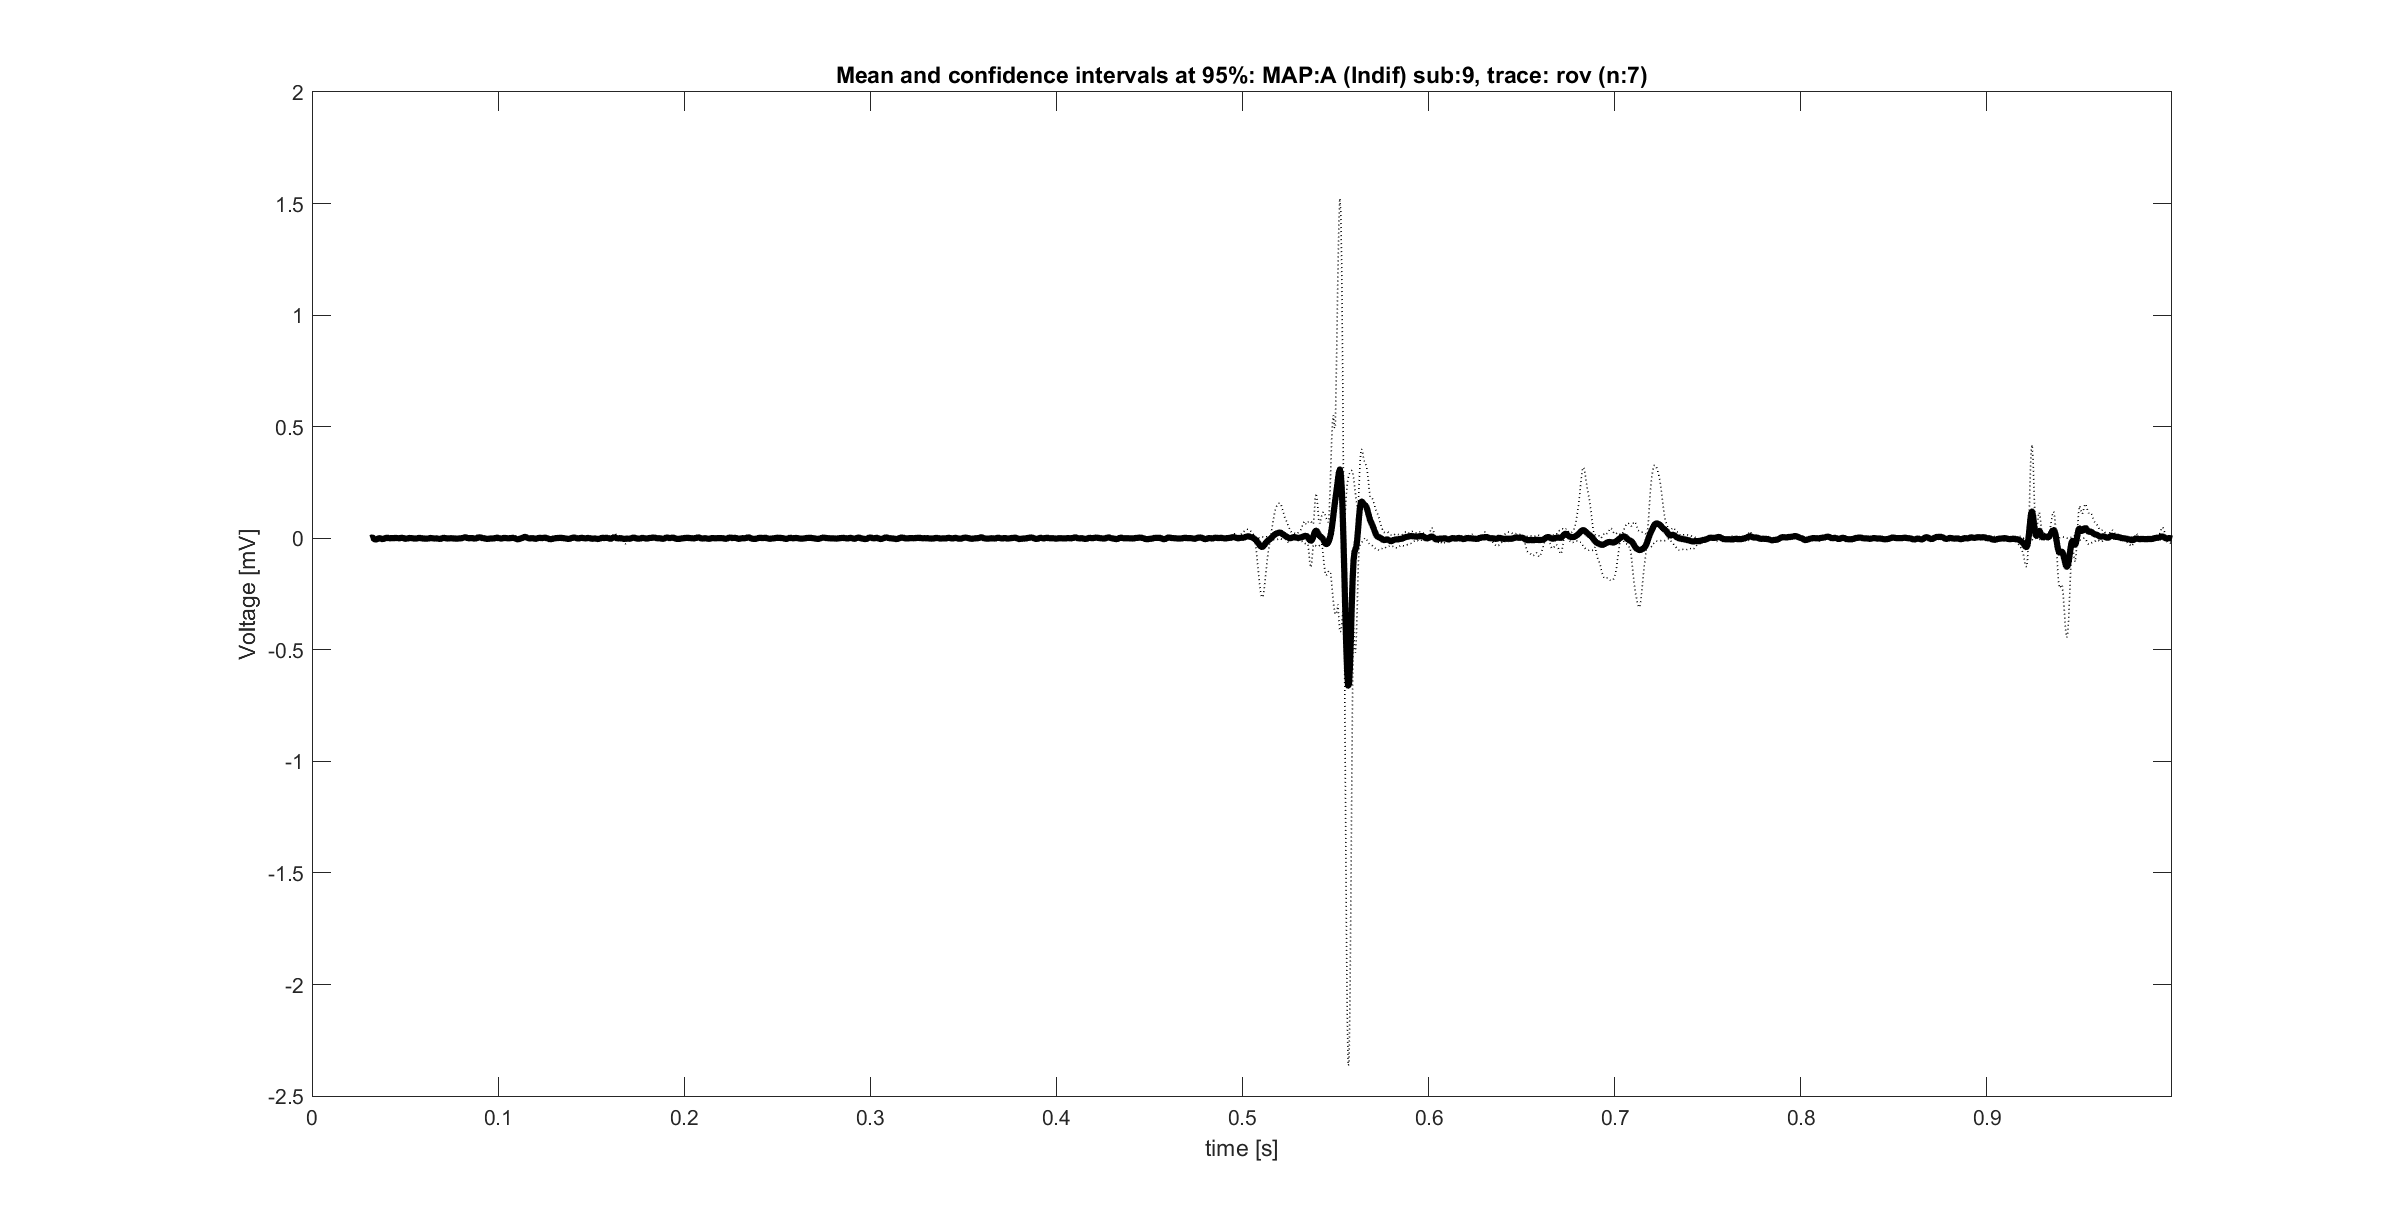 Mean and confidence intervals at 95%: MAP:A (Indif) sub:9, trace: rov (n:7)
2
1.5
1
0.5
0
-0.5
-1
-1.5
-2
-2.5
Voltage [mV]
0 0.1 0.2 0.3 0.4 0.5 0.6 0.7 0.8 0.9
time [s]